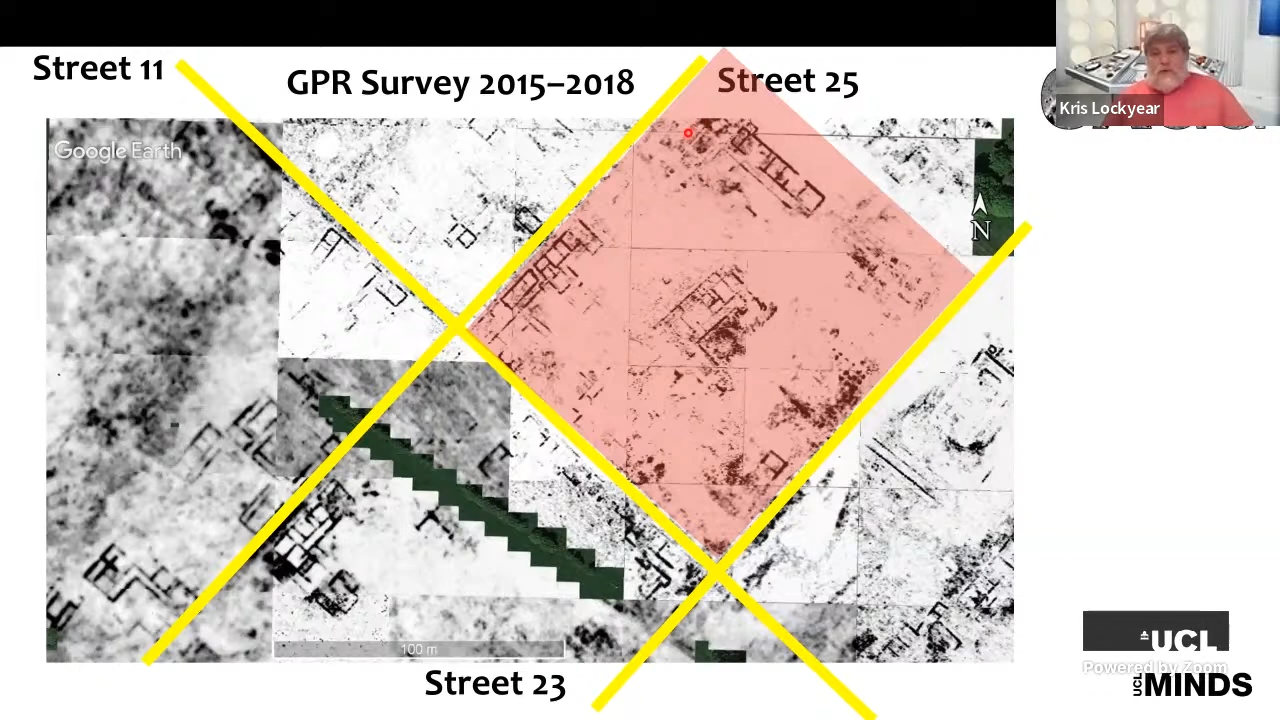 Street 11
GPR Survey 2015–2018
Street 25
Kris Lockyear
Google Earth
N
100 m
Street 23
UCL
Powered by Zoom
UCL MINDS